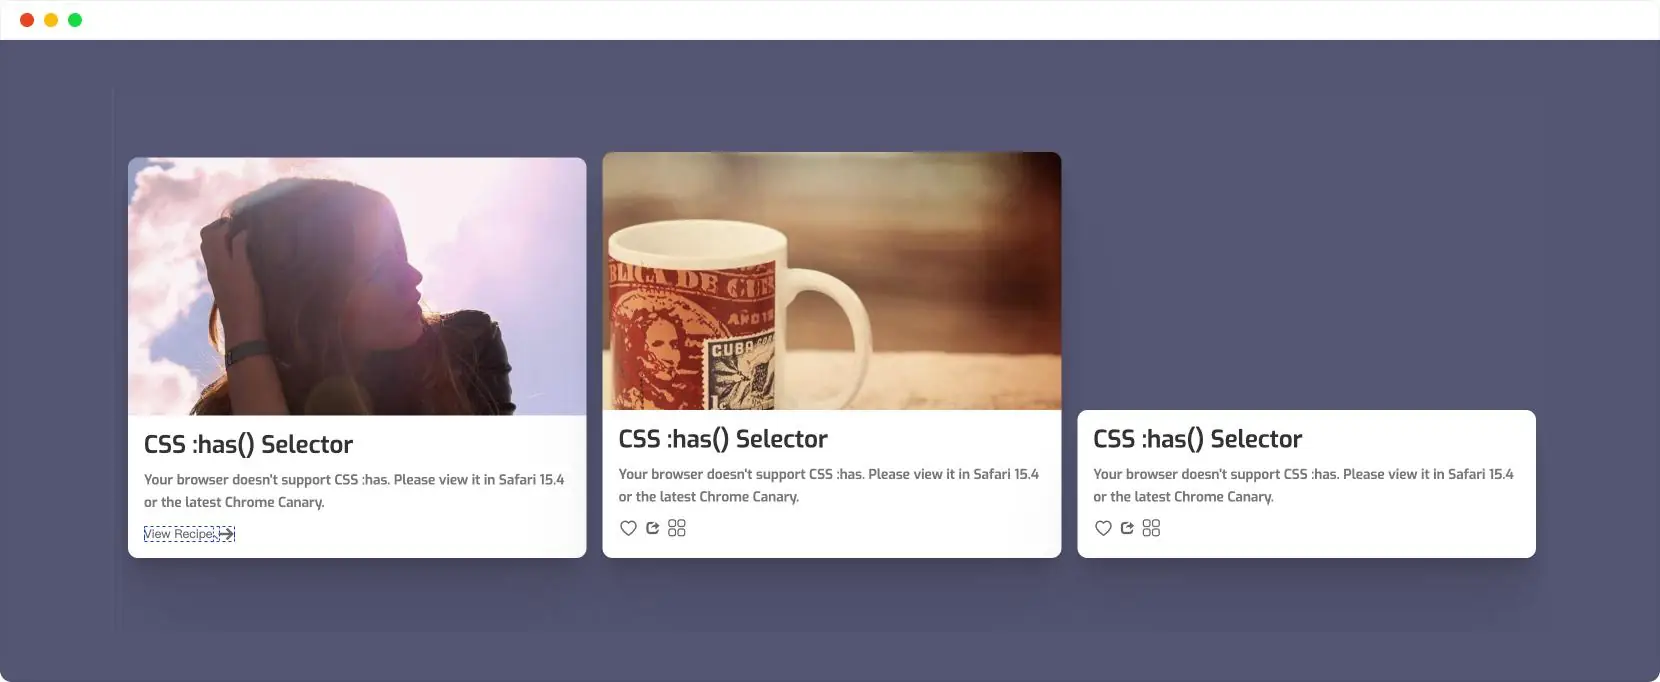 CSS :has() Selector
Your browser doesn't support CSS :has. Please view it in Safari 15.4
or the latest Chrome Canary.
View Recipe
BLICA DE CUB
AÑO 19
CUBA
1c
CSS :has() Selector
Your browser doesn't support CSS :has. Please view it in Safari 15.4
or the latest Chrome Canary.
CSS :has() Selector
Your browser doesn't support CSS :has. Please view it in Safari 15.4
or the latest Chrome Canary.